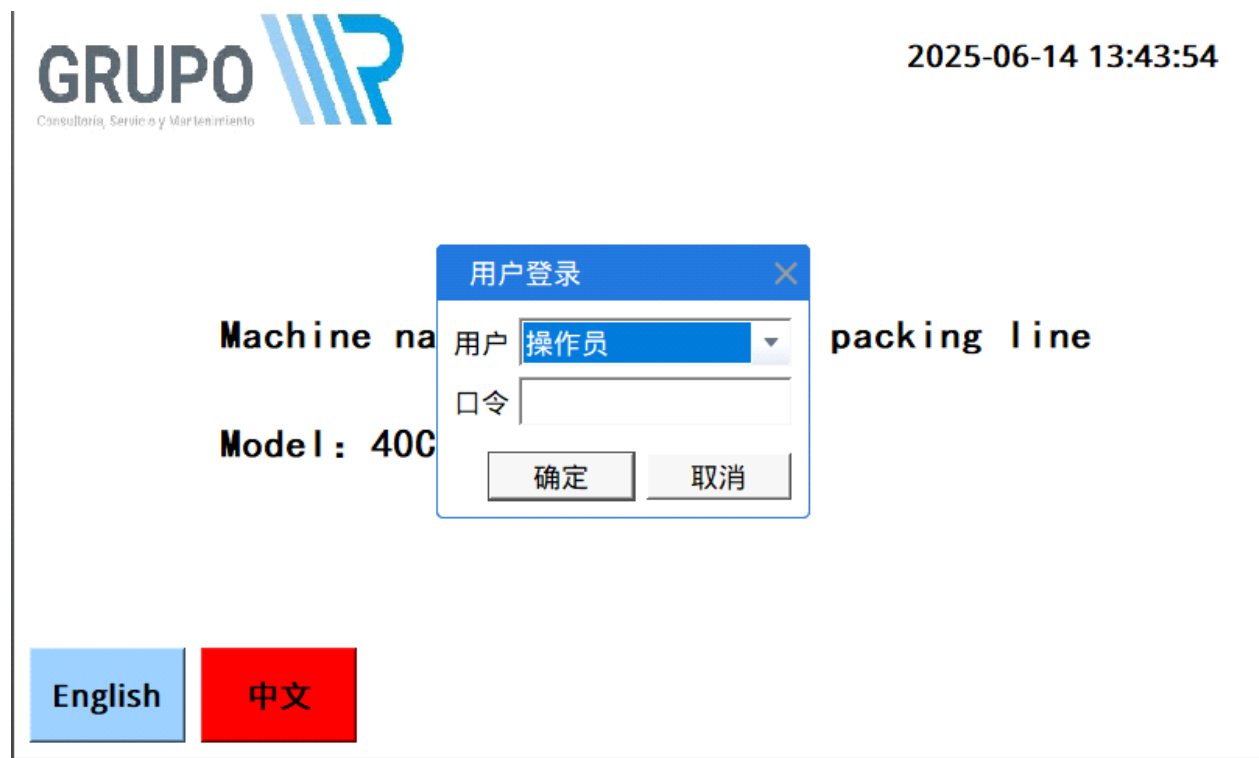 GRUPO
Consultoría, Servicio y Mantenimiento
2025-06-14 13:43:54
用户登录
Machine na
packing line
用户 操作员
口令
Model: 40C
确定 取消
English 中文